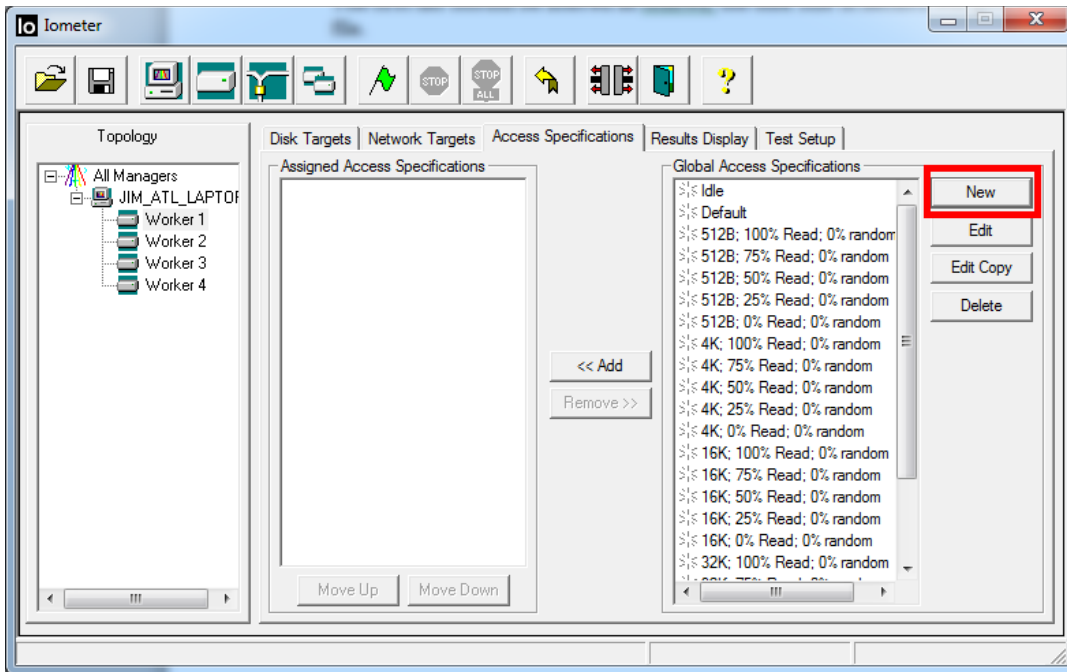 Io Iometer
file.
STOP
STOP
ALL
Topology
All Managers
JIM_ATL_LAPTOP
Worker 1
Worker 2
Worker 3
Worker 4
Disk Targets
Network Targets
Access Specifications
Results Display
Test Setup
Assigned Access Specifications
Move Up
Move Down
<< Add
Remove >>
Global Access Specifications
Idle
Default
512B; 100% Read; 0% random
512B; 75% Read; 0% random
512B; 50% Read; 0% random
512B; 25% Read; 0% random
512B; 0% Read; 0% random
4K; 100% Read; 0% random
4K; 75% Read; 0% random
4K; 50% Read; 0% random
4K; 25% Read; 0% random
4K; 0% Read; 0% random
16K; 100% Read; 0% random
16K; 75% Read; 0% random
16K; 50% Read; 0% random
16K; 25% Read; 0% random
16K; 0% Read; 0% random
32K; 100% Read; 0% random
New
Edit
Edit Copy
Delete